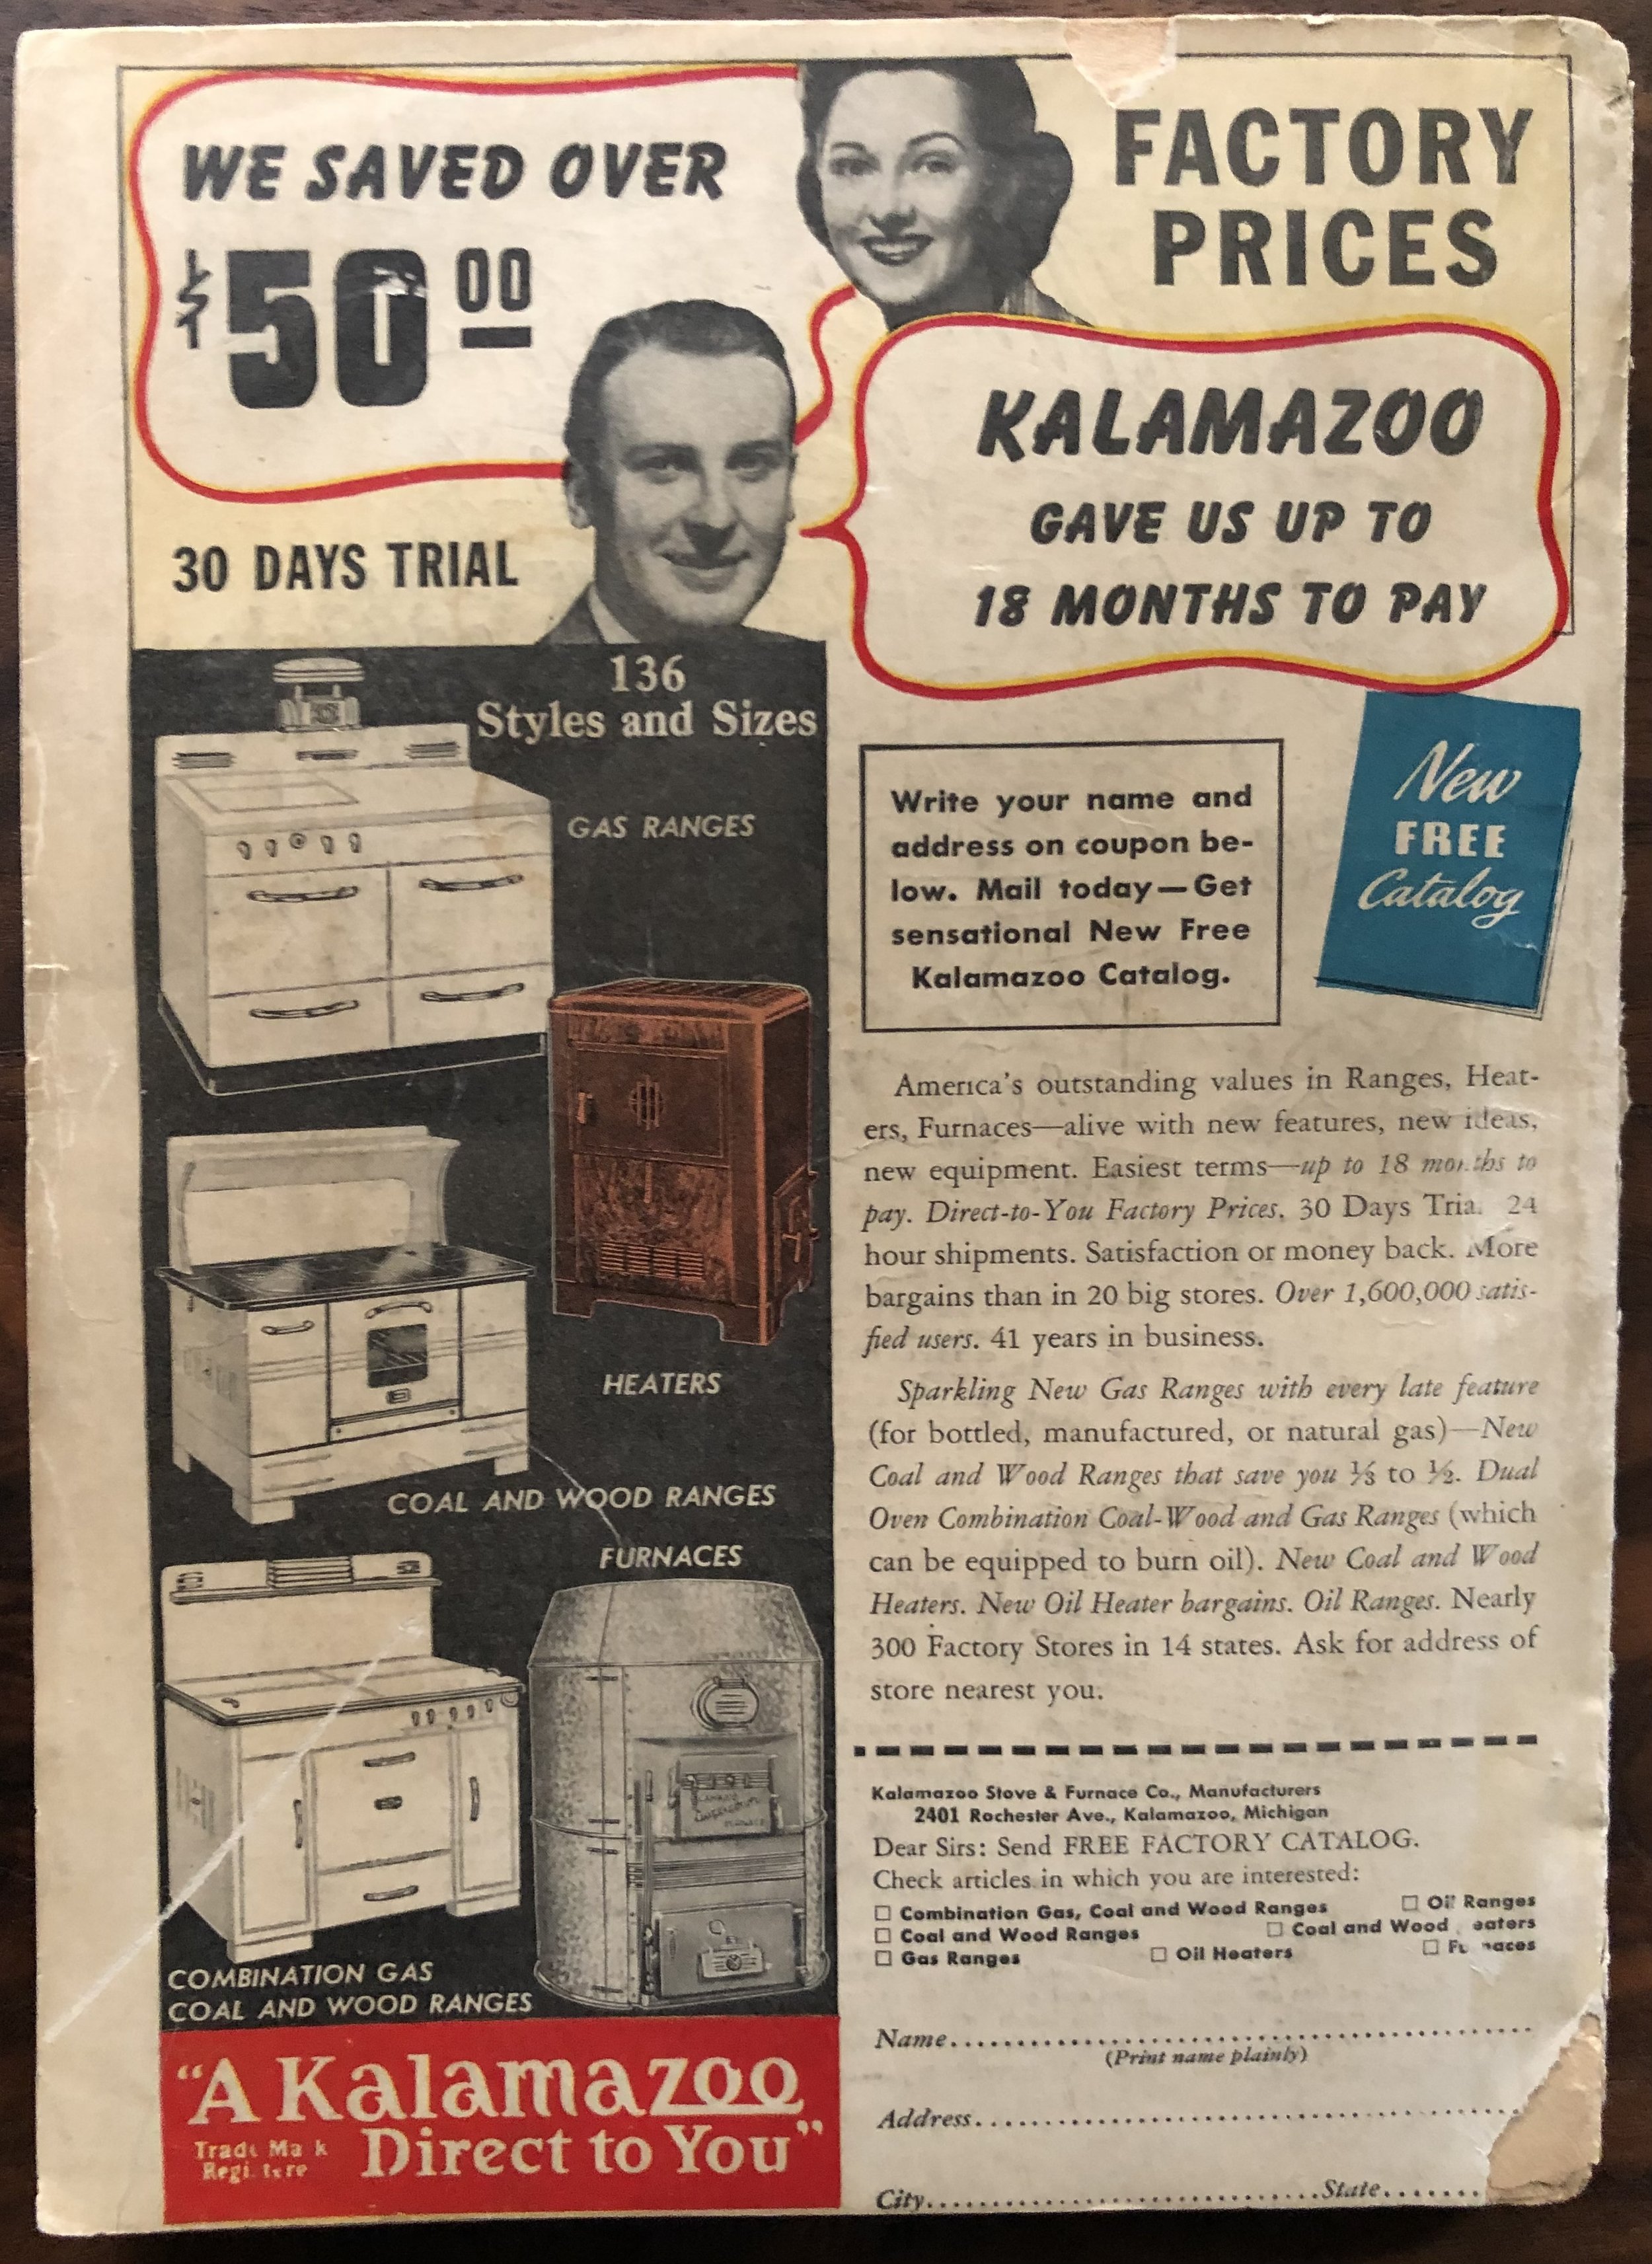 WE SAVED OVER
$50.00
FACTORY
PRICES
KALAMAZOO
GAVE US UP TO
18 MONTHS TO PAY
30 DAYS TRIAL
136
Styles and Sizes
GAS RANGES
HEATERS
COAL AND WOOD RANGES
FURNACES
COMBINATION GAS
COAL AND WOOD RANGES
"A Kalamazoo
Direct to You"
Trade Ma k
Regi tere
New
FREE
Catalog
Write your name and
address on coupon be-
low. Mail today—Get
sensational New Free
Kalamazoo Catalog.
America's outstanding values in Ranges, Heat-
ers, Furnaces—alive with new features, new ideas,
new equipment. Easiest terms—up to 18 months to
pay. Direct-to-You Factory Prices. 30 Days Tria. 24
hour shipments. Satisfaction or money back. More
bargains than in 20 big stores. Over 1,600,000 satis-
fied users. 41 years in business.
Sparkling New Gas Ranges with every late feature
(for bottled, manufactured, or natural gas)—New
Coal and Wood Ranges that save you ⅓ to ½. Dual
Oven Combination Coal-Wood and Gas Ranges (which
can be equipped to burn oil). New Coal and Wood
Heaters. New Oil Heater bargains. Oil Ranges. Nearly
300 Factory Stores in 14 states. Ask for address of
store nearest you.
Kalamazoo Stove & Furnace Co., Manufacturers
2401 Rochester Ave., Kalamazoo, Michigan
Dear Sirs: Send FREE FACTORY CATALOG.
Check articles in which you are interested:
☐ Combination Gas, Coal and Wood Ranges ☐ Oil Ranges
☐ Coal and Wood Ranges ☐ Coal and Wood eaters
☐ Gas Ranges ☐ Oil Heaters ☐ Fu naces
Name........................................
(Print name plainly)
Address........................................
City..............................State.......